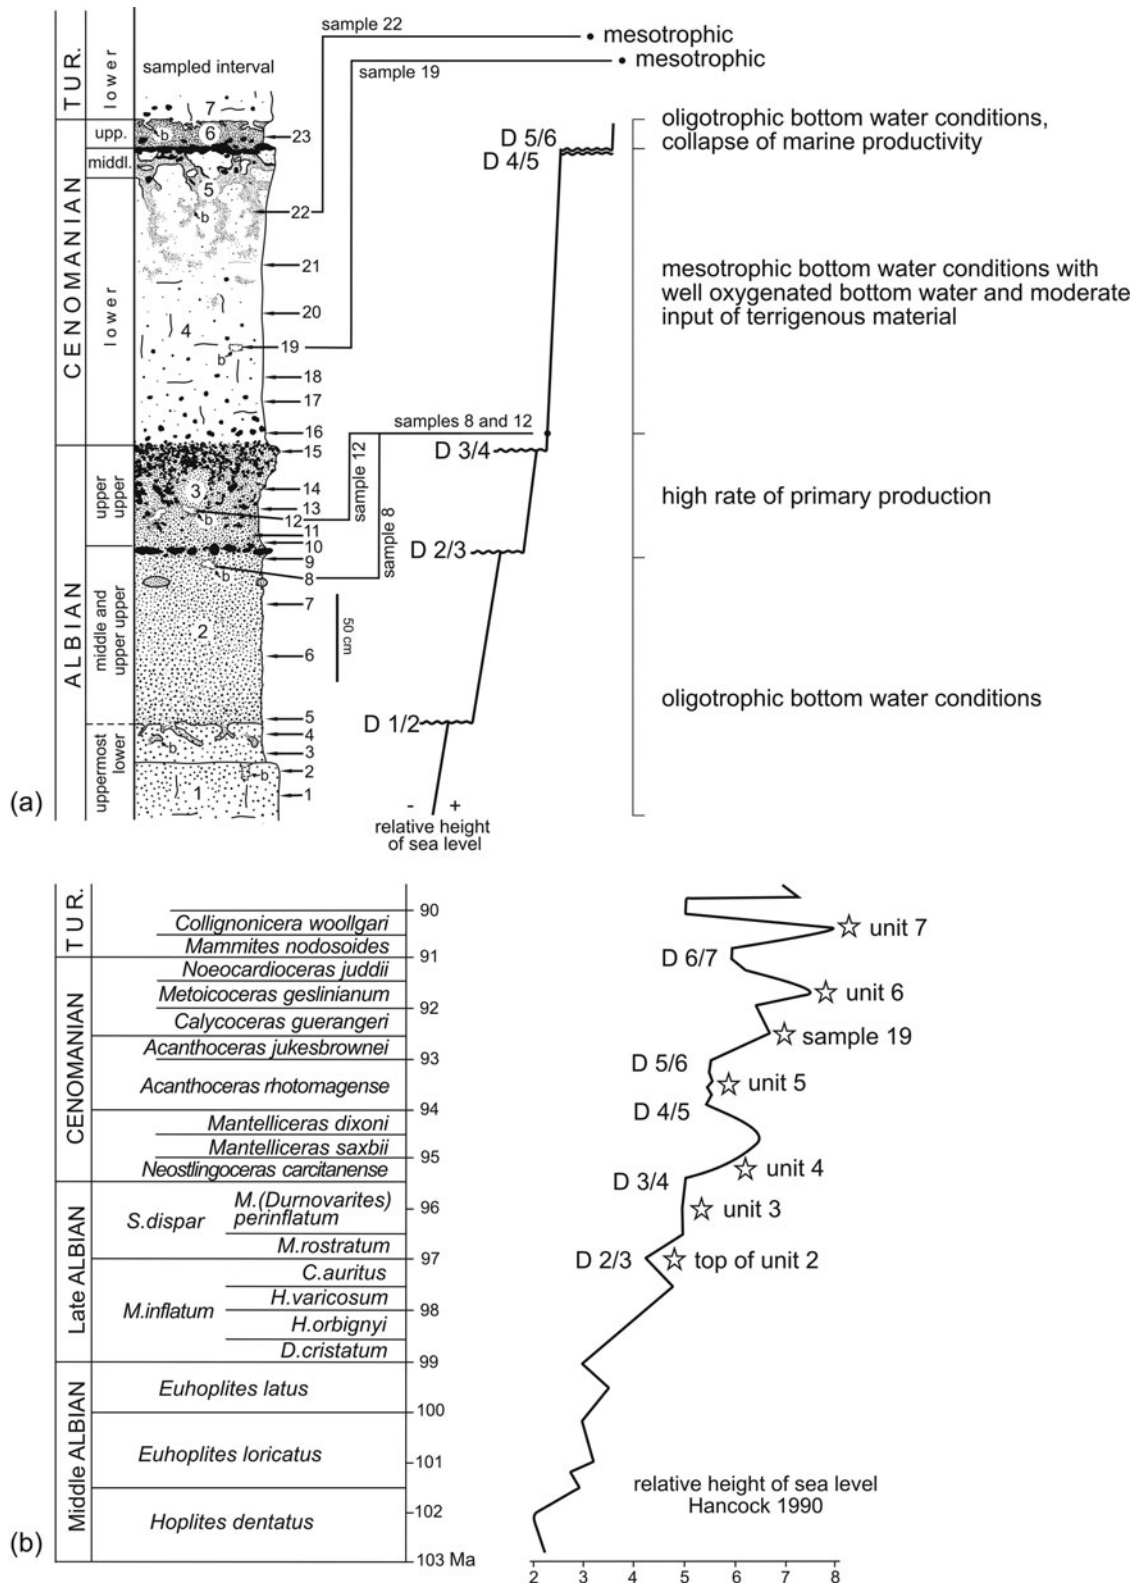 sample 22
mesotrophic
sample 19
mesotrophic
sampled interval
TUR.
lower
7
b
6
23
upp.
middl.
5
b
22
21
20
CENOMANIAN
lower
4
19
b
18
17
16
15
upper
upper
3
14
13
12
b
11
10
9
8
b
7
ALBIAN
middle and
upper upper
2
6
5
4
b
3
2
b
uppermost
lower
1
1
50 cm
sample 12
sample 8
samples 8 and 12
D 5/6
D 4/5
D 3/4
D 2/3
D 1/2
- +
relative height
of sea level
oligotrophic bottom water conditions,
collapse of marine productivity
mesotrophic bottom water conditions with
well oxygenated bottom water and moderate
input of terrigenous material
high rate of primary production
oligotrophic bottom water conditions
(a)
TUR.
Collignonicera woollgari
Mammites nodosoides
CENOMANIAN
Noeocardioceras juddii
Metoicoceras geslinianum
Calycoceras guerangeri
Acanthoceras jukesbrownei
Acanthoceras rhotomagense
Mantelliceras dixoni
Mantelliceras saxbii
Neostlingoceras carcitanense
Late ALBIAN
S.dispar
M.(Durnovarites)
perinflatum
M.rostratum
M.inflatum
C.auritus
H.varicosum
H.orbignyi
D.cristatum
Middle ALBIAN
Euhoplites latus
Euhoplites loricatus
Hoplites dentatus
90
91
92
93
94
95
96
97
98
99
100
101
102
103 Ma
unit 7
D 6/7
unit 6
sample 19
D 5/6
unit 5
D 4/5
unit 4
D 3/4
unit 3
D 2/3
top of unit 2
relative height of sea level
Hancock 1990
2 3 4 5 6 7 8
(b)